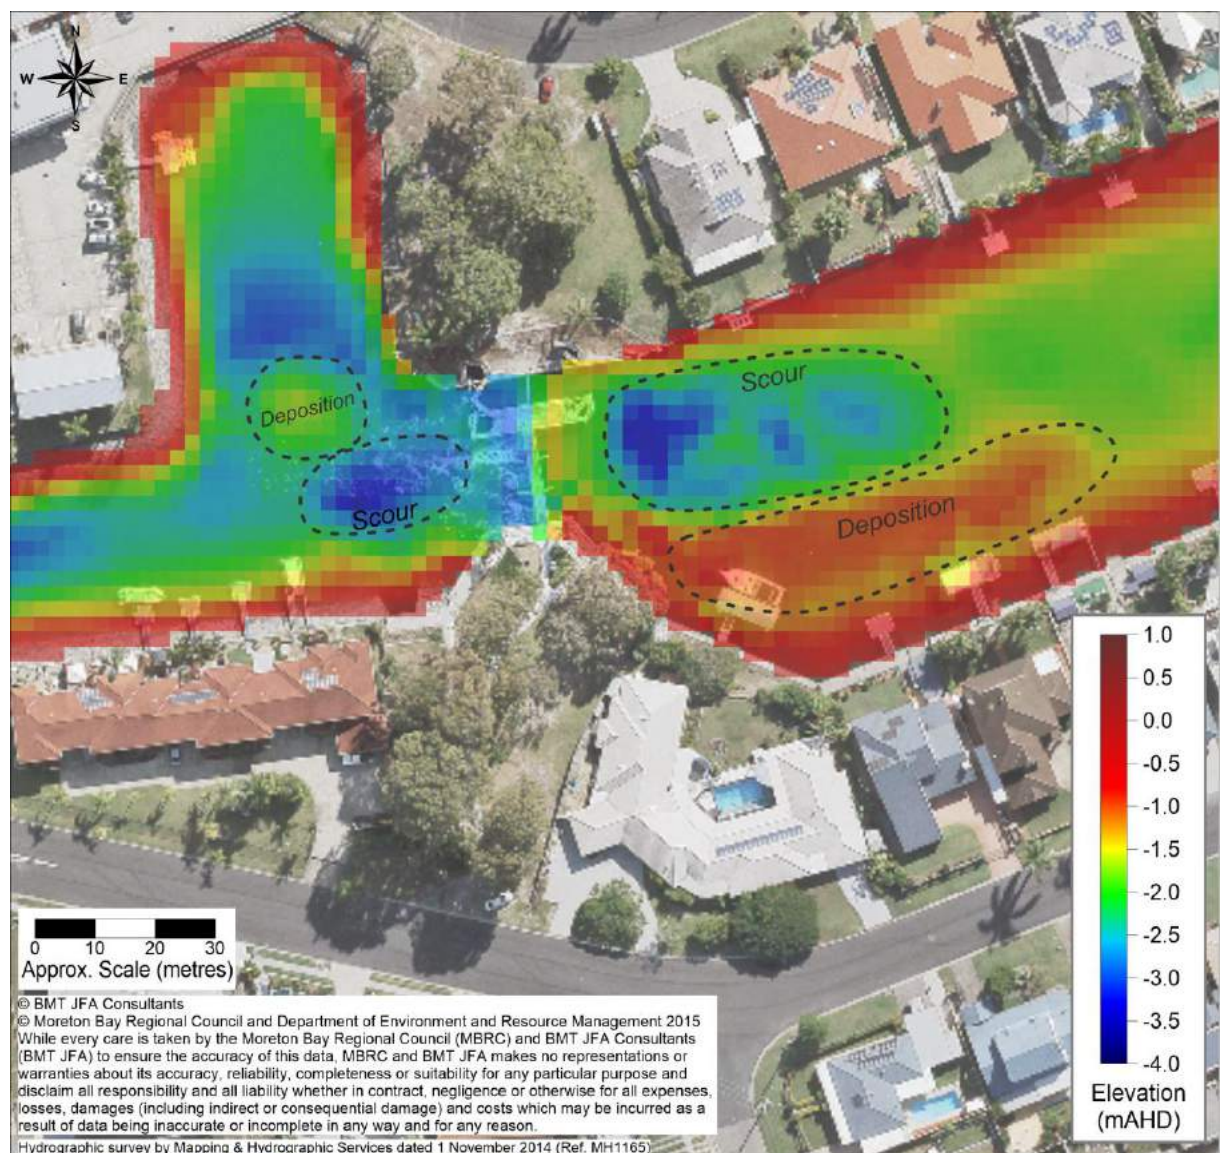 N
W E
S
Scour
Deposition
Deposition
Scour
1.0
0.5
0.0
-0.5
-1.0
-1.5
-2.0
-2.5
-3.0
-3.5
-4.0
Elevation
(mAHD)
0 10 20 30
Approx. Scale (metres)
© BMT JFA Consultants
© Moreton Bay Regional Council and Department of Environment and Resource Management 2015
While every care is taken by the Moreton Bay Regional Council (MBRC) and BMT JFA Consultants
(BMT JFA) to ensure the accuracy of this data, MBRC and BMT JFA makes no representations or
warranties about its accuracy, reliability, completeness or suitability for any particular purpose and
disclaim all responsibility and all liability whether in contract, negligence or otherwise for all expenses,
losses, damages (including indirect or consequential damage) and costs which may be incurred as a
result of data being inaccurate or incomplete in any way and for any reason.
Hydrographic survey by Mapping & Hydrographic Services dated 1 November 2014 (Ref. MH1165)